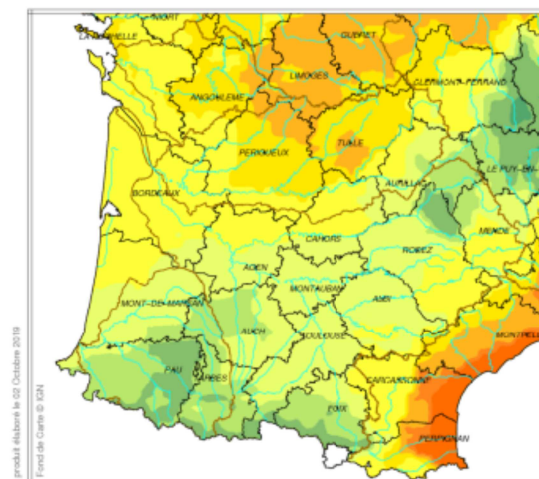 NIORT
LA ROCHELLE
GUERET
LIMOGES
CLERMONT-FERRAND
ANGOULEME
TULLE
PERIGUEUX
LE PUY-EN
AURILLAC
BORDEAUX
CAHORS
RODEZ
MENDE
AGEN
MONTAUBAN
MONT-DE-MARSAN
ALBI
AUCH
TOULOUSE
MONTPELL
PAU
TARBES
CARCASSONNE
FOIX
PERPIGNAN
produit élaboré le 02 Octobre 2019
Fond de Carte © IGN